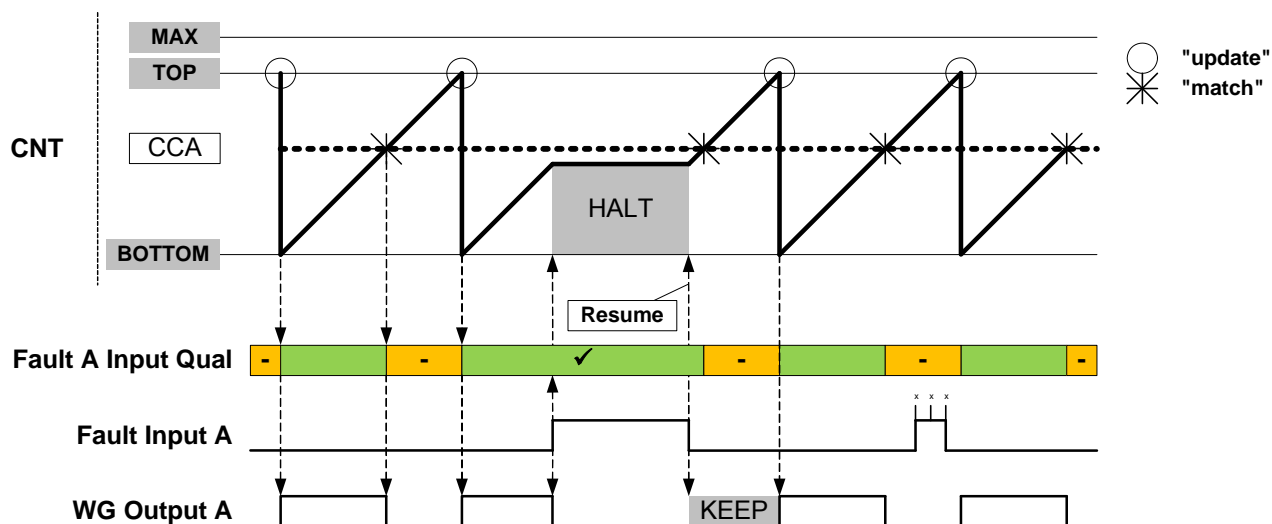 MAX
TOP
"update"
"match"
CNT
CCA
HALT
BOTTOM
Resume
Fault A Input Qual
- - ✓ - - -
x x x
Fault Input A
WG Output A
KEEP